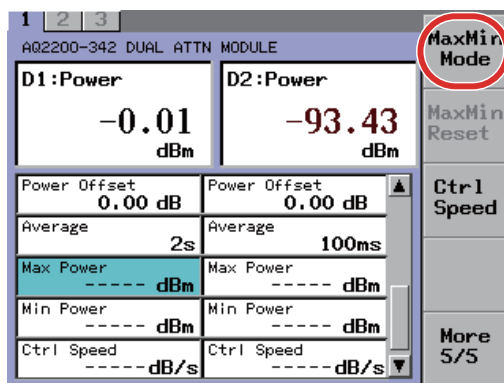 1 2 3
AQ2200-342 DUAL ATTN MODULE
D1:Power
-0.01
dBm
D2:Power
-93.43
dBm
Power Offset
0.00 dB
Power Offset
0.00 dB
Average
2s
Average
100ms
Max Power
----- dBm
Max Power
----- dBm
Min Power
----- dBm
Min Power
----- dBm
Ctrl Speed
-----dB/s
Ctrl Speed
-----dB/s
MaxMin
Mode
MaxMin
Reset
Ctrl
Speed
More
5/5